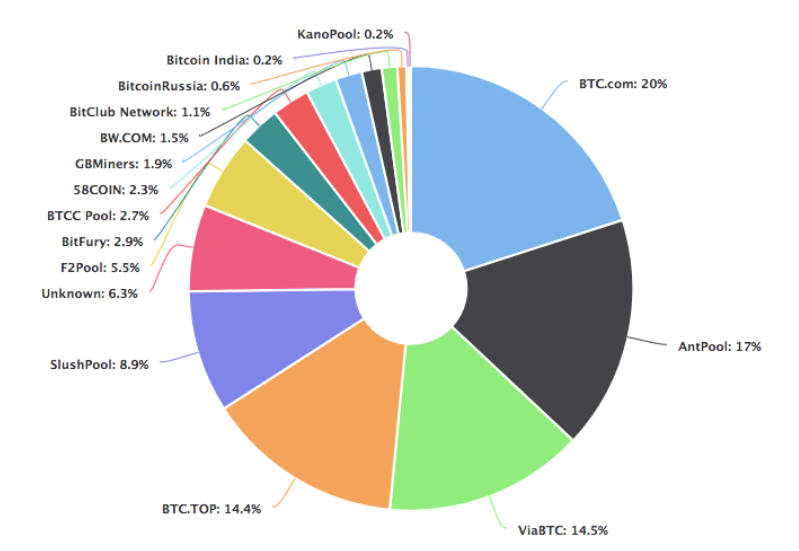 KanoPool: 0.2%
Bitcoin India: 0.2%
BitcoinRussia: 0.6%
BitClub Network: 1.1%
BW.COM: 1.5%
GBMiners: 1.9%
58COIN: 2.3%
BTCC Pool: 2.7%
BitFury: 2.9%
F2Pool: 5.5%
Unknown: 6.3%
SlushPool: 8.9%
BTC.TOP: 14.4%
ViaBTC: 14.5%
AntPool: 17%
BTC.com: 20%